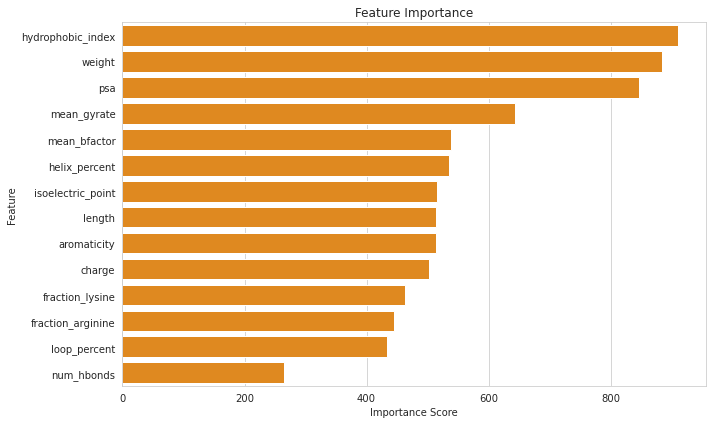 Feature Importance
hydrophobic_index
weight
psa
mean_gyrate
mean_bfactor
helix_percent
isoelectric_point
length
aromaticity
charge
fraction_lysine
fraction_arginine
loop_percent
num_hbonds
Feature
0 200 400 600 800
Importance Score